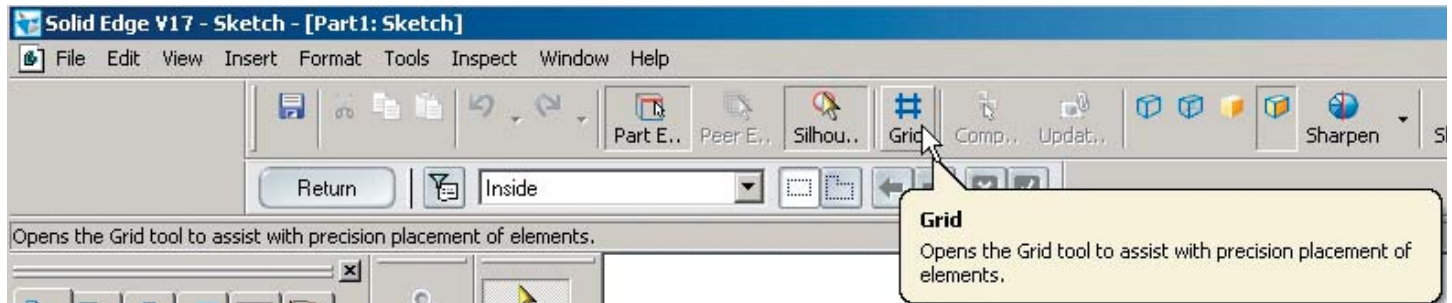 Solid Edge V17 - Sketch - [Part1: Sketch]
File Edit View Insert Format Tools Inspect Window Help
Part E.. Peer E.. Silhou.. Grid Comp.. Updat.. Sharpen
Return Inside
Opens the Grid tool to assist with precision placement of elements.
Grid
Opens the Grid tool to assist with precision placement of
elements.